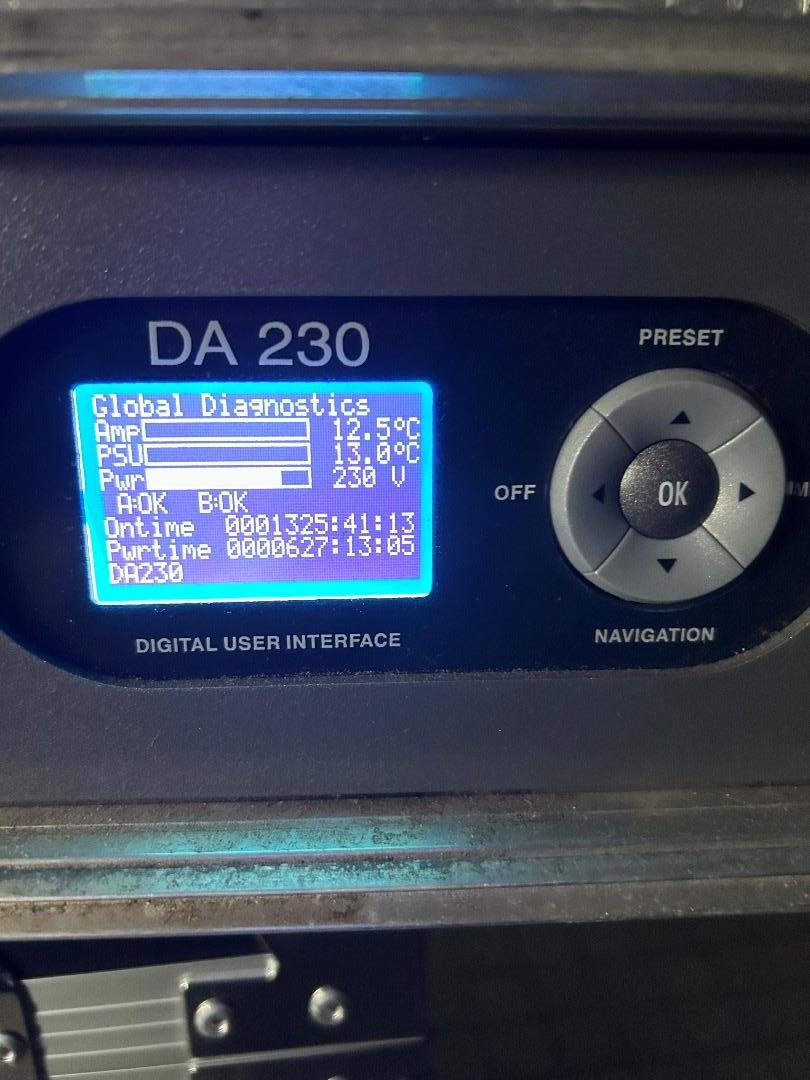 DA 230
PRESET
Global Diagnostics
Amp 12.5°C
PSU 13.0°C
Pwr 230 V
A:OK B:OK
Ontime 0001325:41:13
Pwrtime 0000627:13:05
DA230
OFF
OK
DIGITAL USER INTERFACE
NAVIGATION